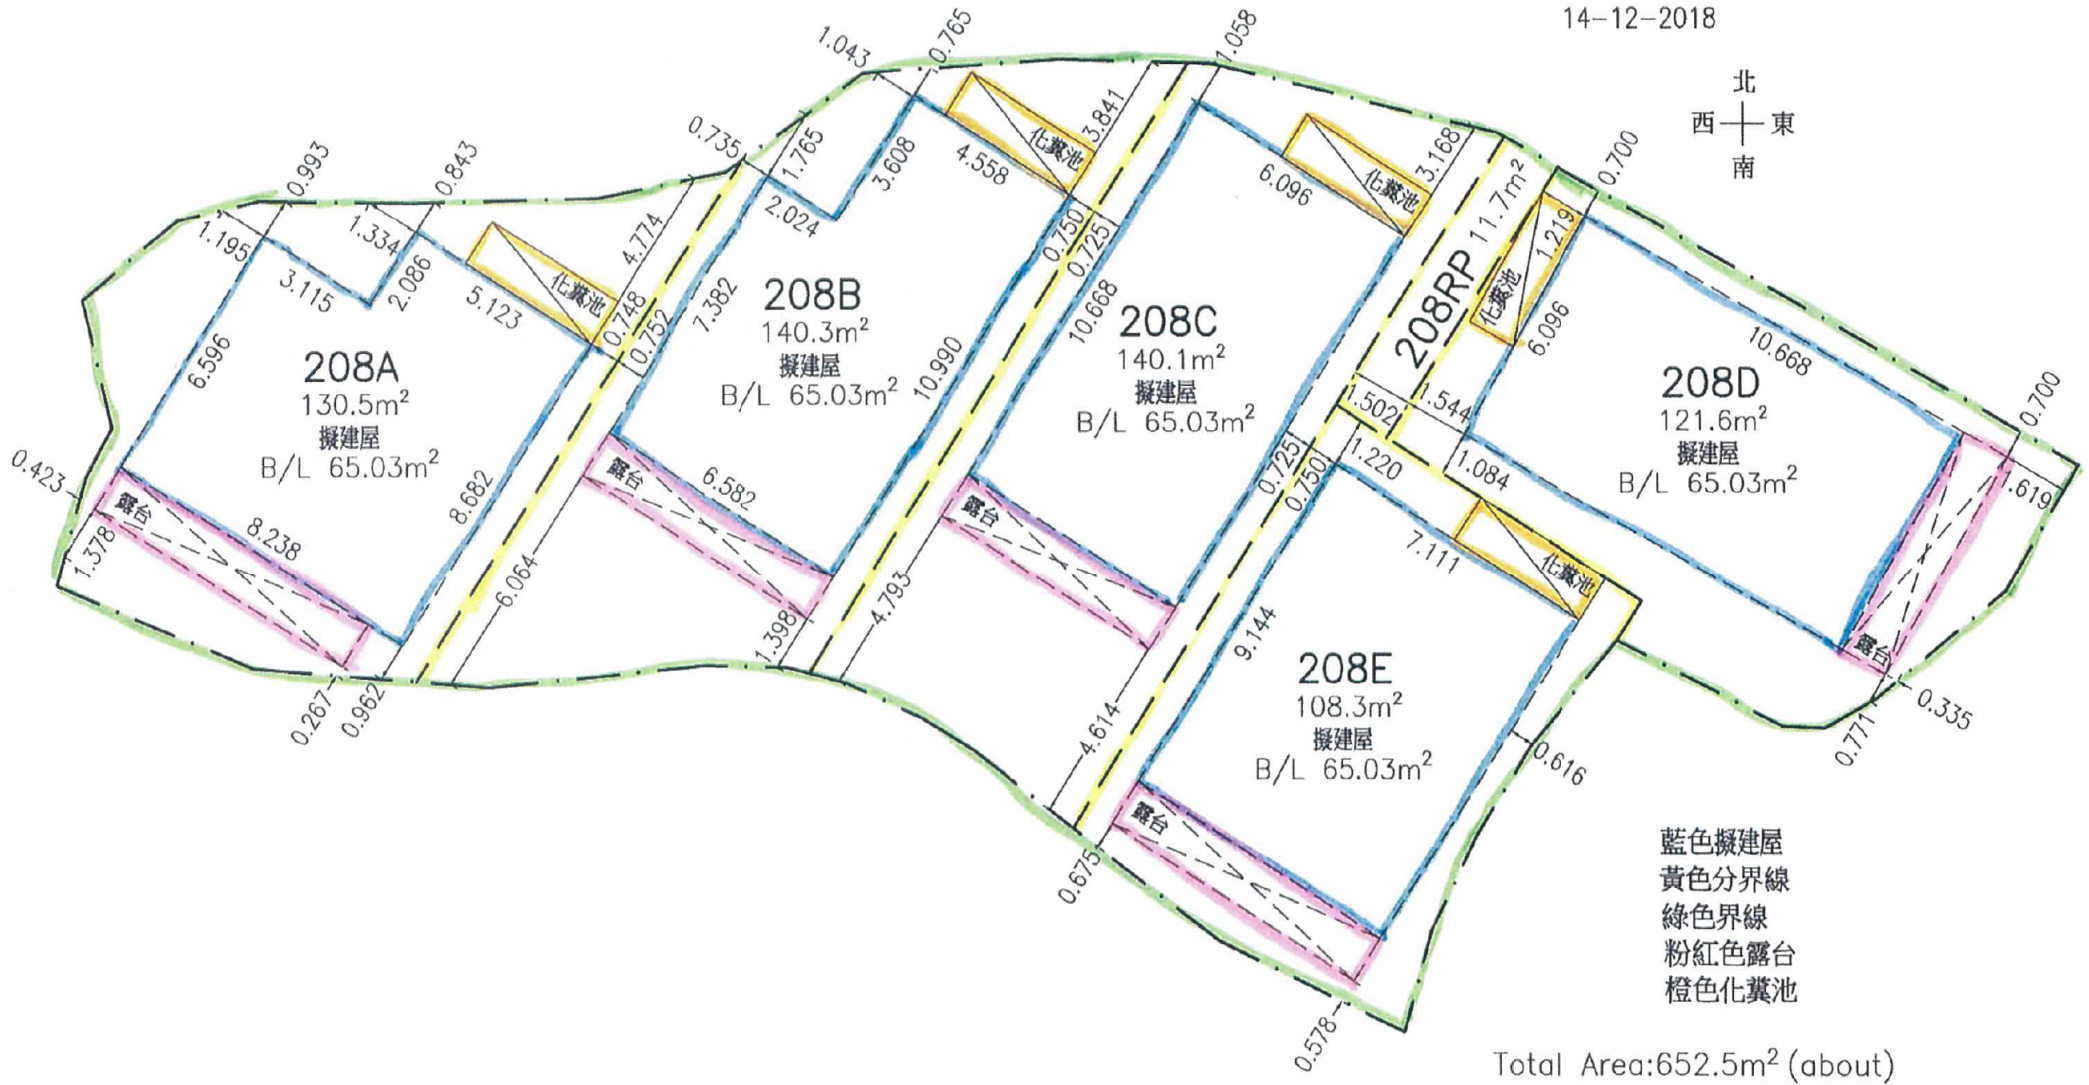 14-12-2018
北
西 東
南
1.043
0.765
1.058
0.735
1.765
3.608
4.558
化糞池
3.841
6.096
化糞池
3.168
0.700
0.993
0.843
1.195
3.115
1.334
2.086
5.123
化糞池
4.774
0.748
0.752
7.382
2.024
0.750
0.725
10.668
208RP 11.7m²
1.219
化糞池
6.096
10.668
0.700
6.596
208A
130.5m²
擬建屋
B/L 65.03m²
208B
140.3m²
擬建屋
B/L 65.03m²
10.990
208C
140.1m²
擬建屋
B/L 65.03m²
1.502
1.544
1.084
208D
121.6m²
擬建屋
B/L 65.03m²
1.619
0.423
1.378
露台
8.238
8.682
6.064
露台
6.582
1.398
4.793
露台
4.614
0.725
0.750
1.220
7.111
化糞池
9.144
208E
108.3m²
擬建屋
B/L 65.03m²
0.616
露台
0.335
0.771
0.267
0.962
0.675
露台
0.578
藍色擬建屋
黃色分界線
綠色界線
粉紅色露台
橙色化糞池
Total Area:652.5m² (about)